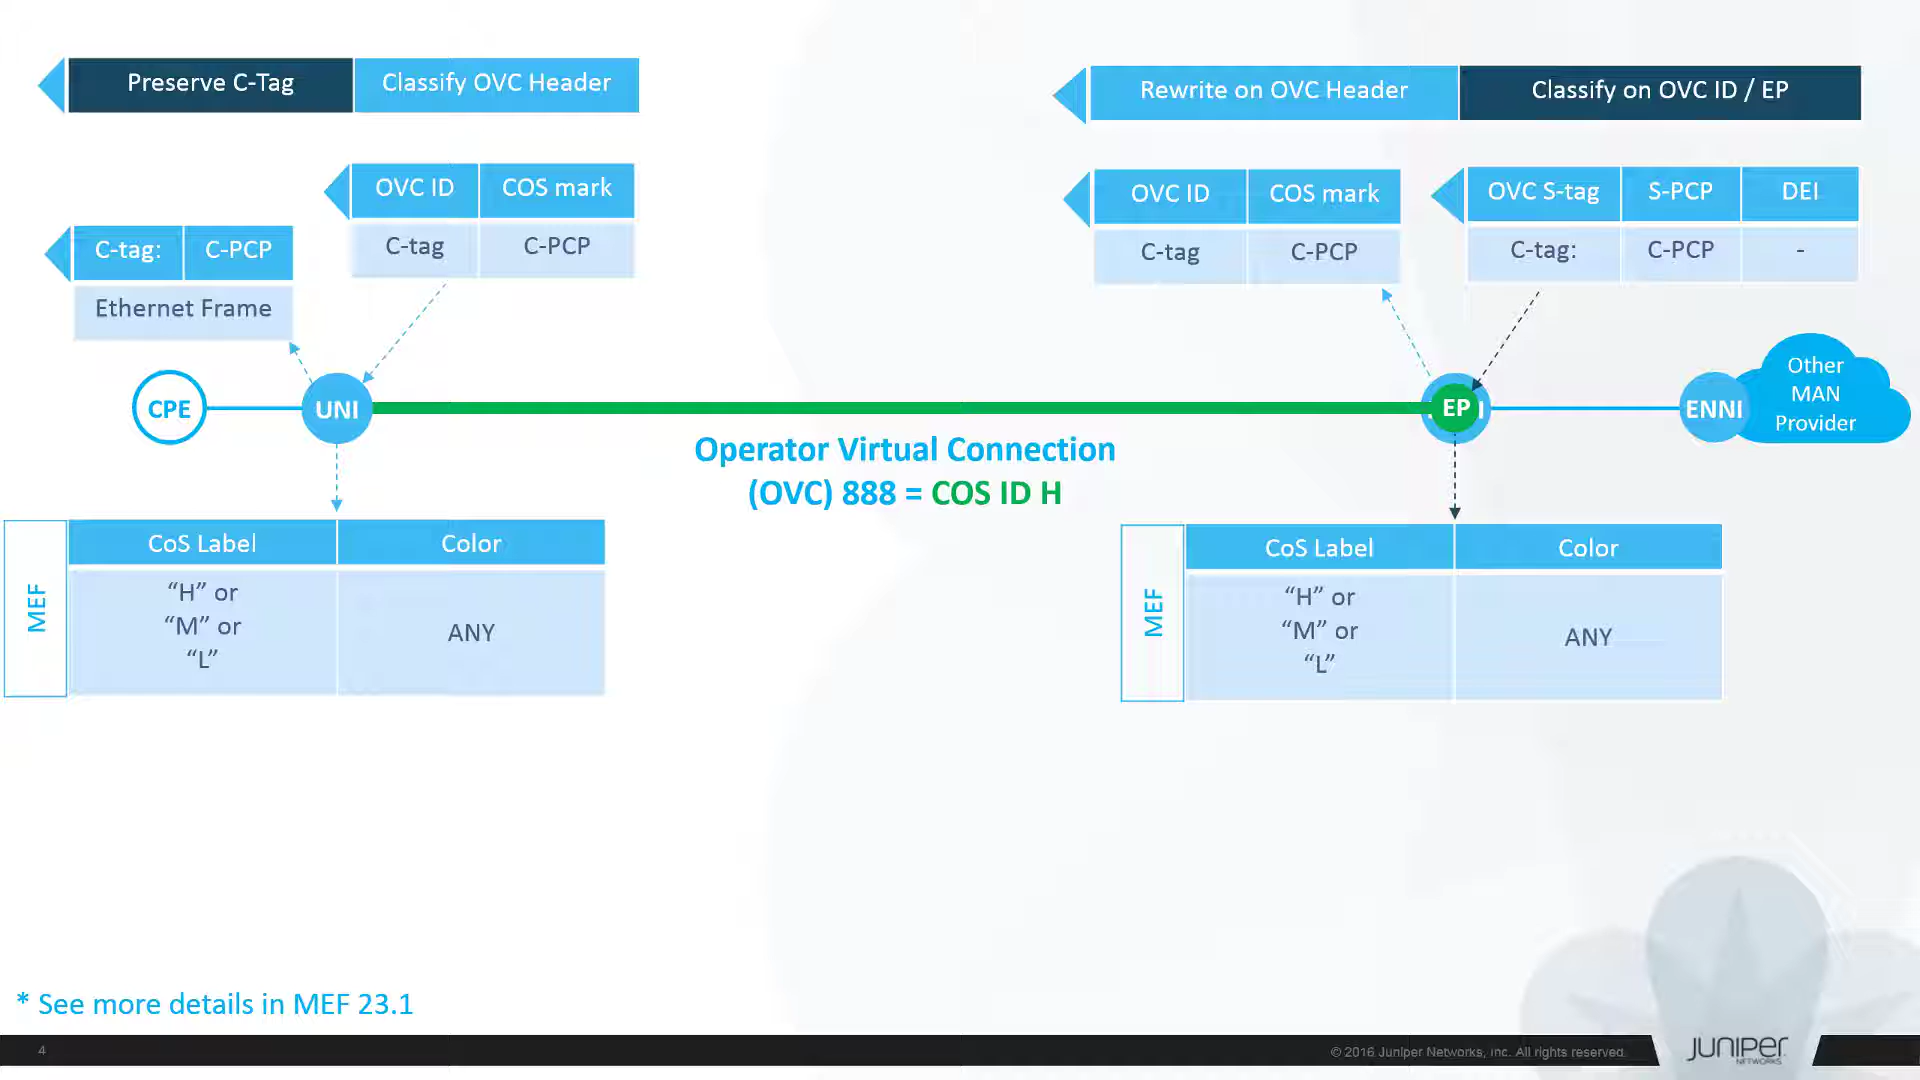 Preserve C-Tag
Classify OVC Header
Rewrite on OVC Header
Classify on OVC ID / EP
OVC ID
COS mark
C-tag
C-PCP
C-tag:
C-PCP
Ethernet Frame
OVC ID
COS mark
C-tag
C-PCP
OVC S-tag
S-PCP
DEI
C-tag:
C-PCP
-
CPE
UNI
EP
ENNI
Other
MAN
Provider
Operator Virtual Connection
(OVC) 888 = COS ID H
MEF
CoS Label
Color
“H” or
“M” or
“L”
ANY
MEF
CoS Label
Color
“H” or
“M” or
“L”
ANY
* See more details in MEF 23.1
4
© 2016 Juniper Networks, Inc. All rights reserved.
JUNIPER
NETWORKS